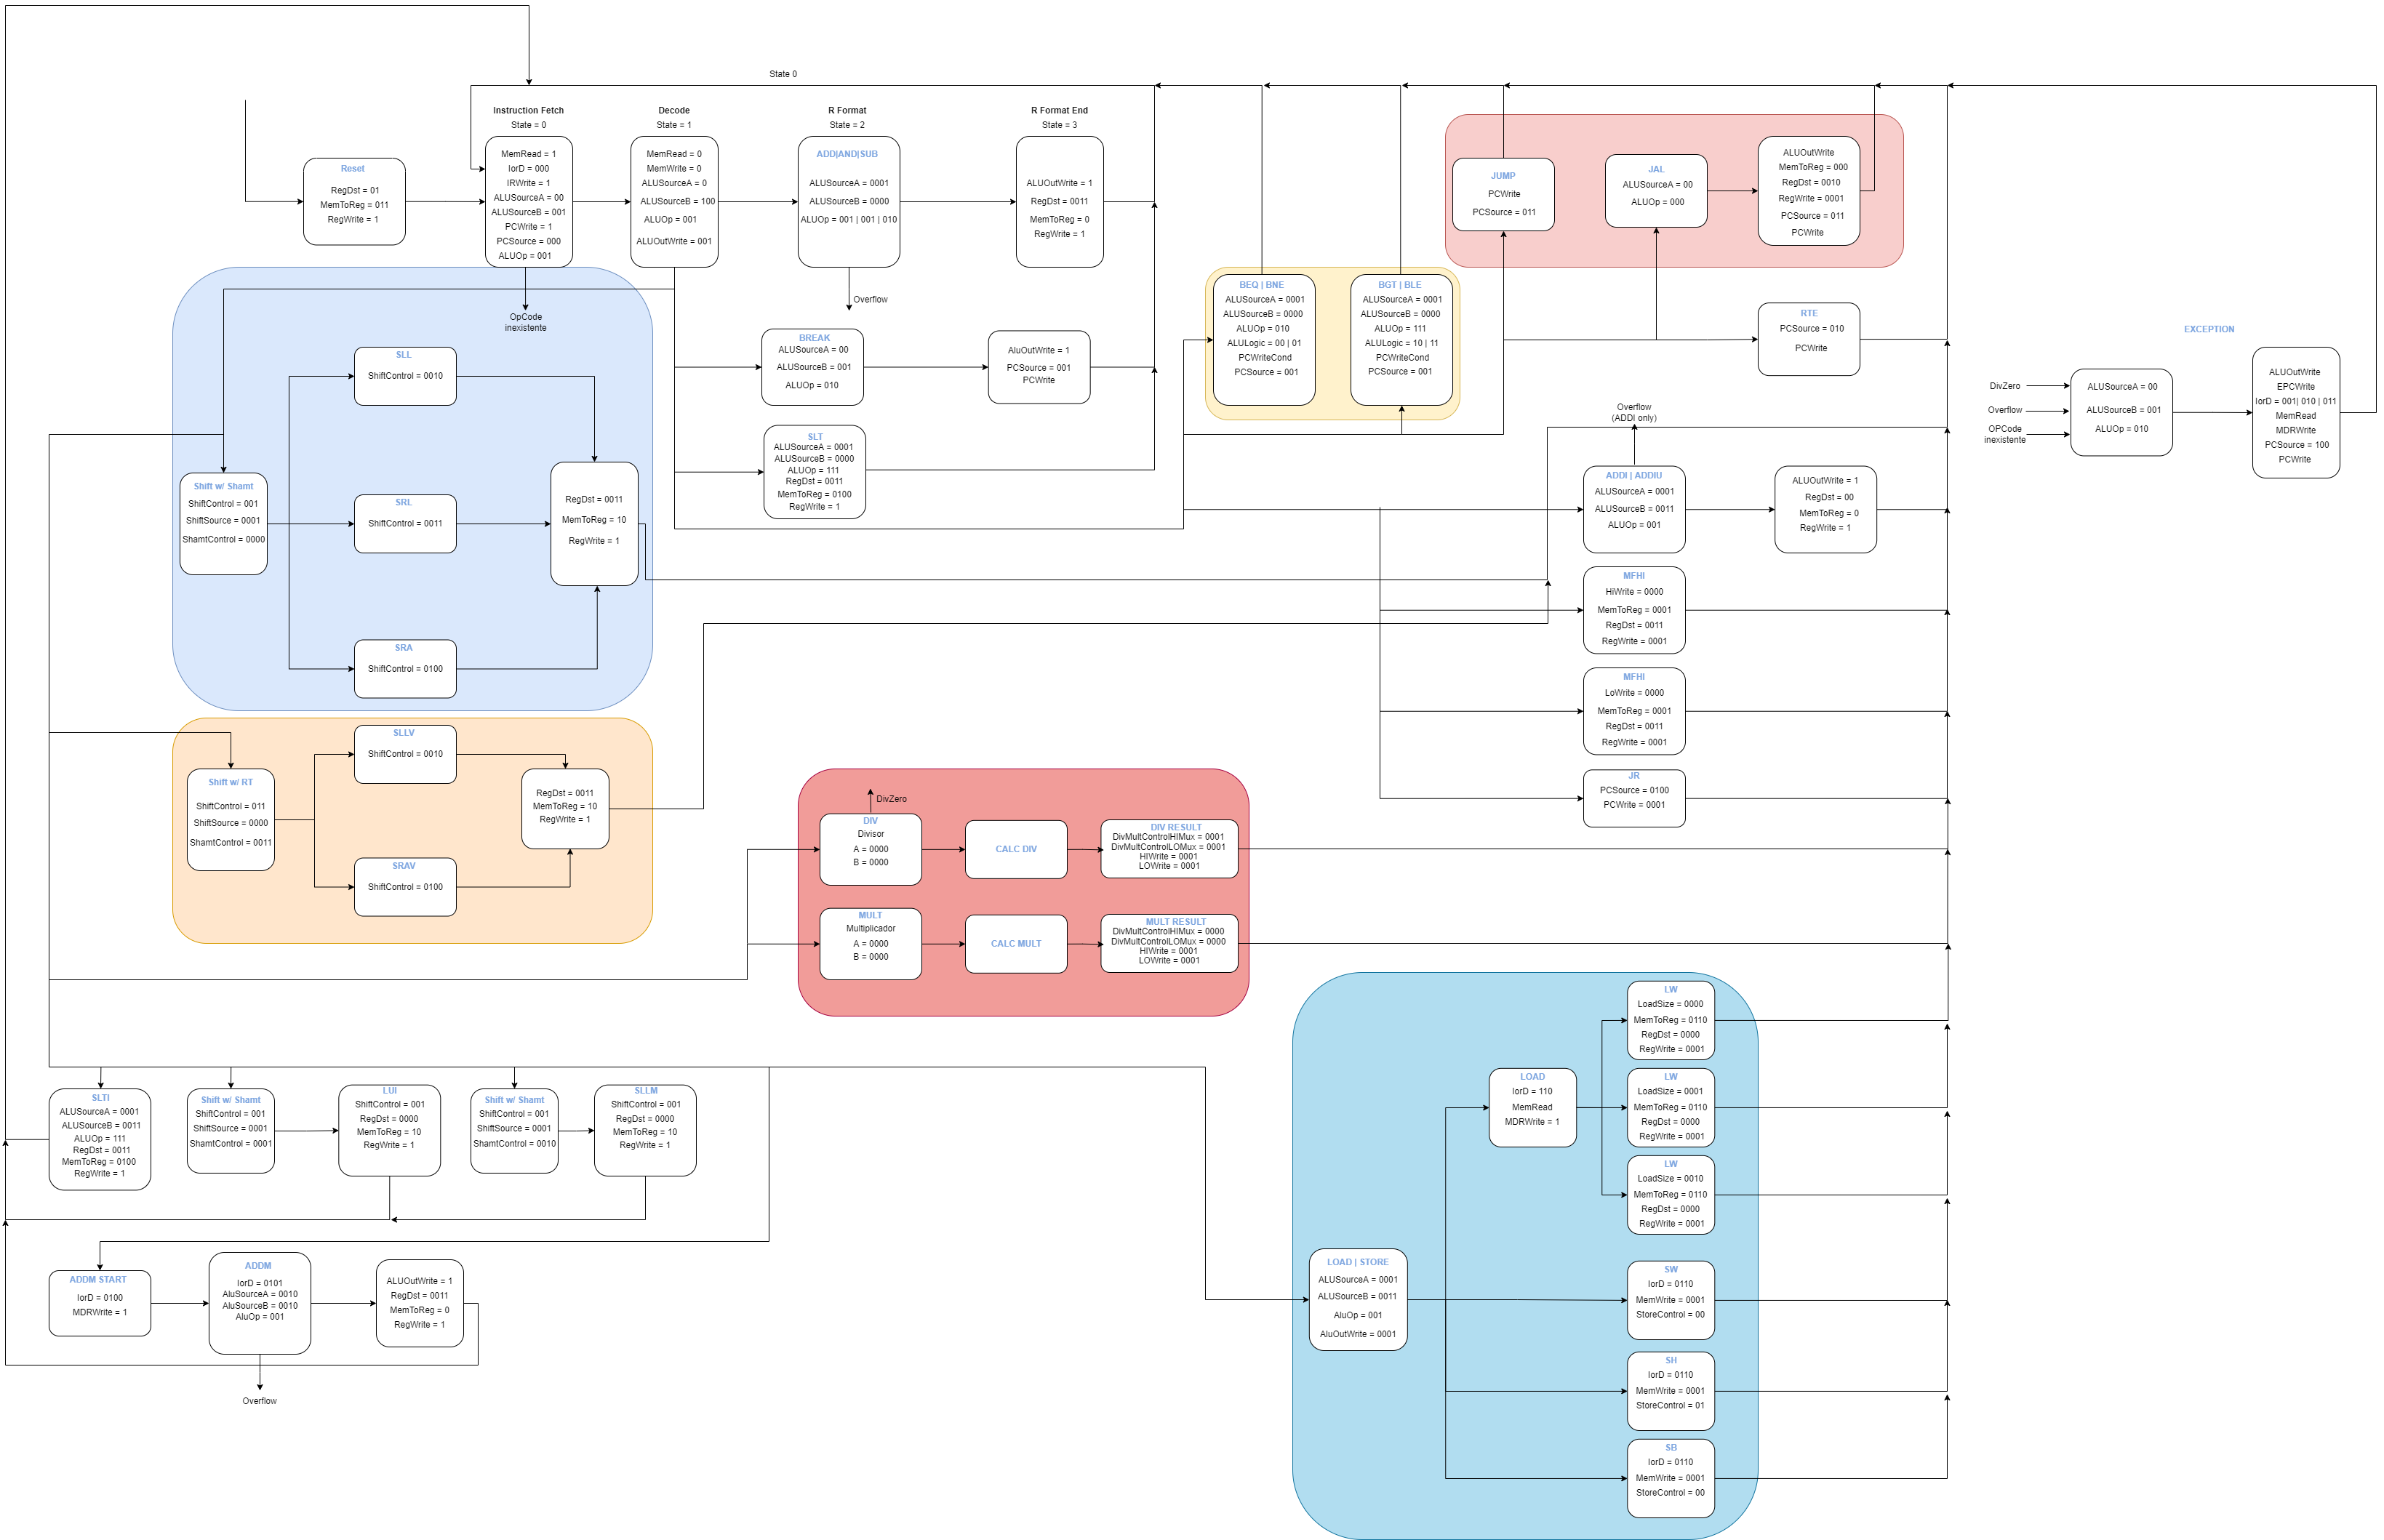 State 0
Instruction Fetch
State = 0
Decode
State = 1
R Format
State = 2
R Format End
State = 3
Reset
RegDst = 01
MemToReg = 011
RegWrite = 1
MemRead = 1
IorD = 000
IRWrite = 1
ALUSourceA = 00
ALUSourceB = 001
PCWrite = 1
PCSource = 000
ALUOp = 001
MemRead = 0
MemWrite = 0
ALUSourceA = 0
ALUSourceB = 100
ALUOp = 001
ALUOutWrite = 001
ADD|AND|SUB
ALUSourceA = 0001
ALUSourceB = 0000
ALUOp = 001 | 001 | 010
ALUOutWrite = 1
RegDst = 0011
MemToReg = 0
RegWrite = 1
JUMP
PCWrite
PCSource = 011
JAL
ALUSourceA = 00
ALUOp = 000
ALUOutWrite
MemToReg = 000
RegDst = 0010
RegWrite = 0001
PCSource = 011
PCWrite
OpCode
inexistente
Overflow
BREAK
ALUSourceA = 00
ALUSourceB = 001
ALUOp = 010
AluOutWrite = 1
PCSource = 001
PCWrite
BEQ | BNE
ALUSourceA = 0001
ALUSourceB = 0000
ALUOp = 010
ALULogic = 00 | 01
PCWriteCond
PCSource = 001
BGT | BLE
ALUSourceA = 0001
ALUSourceB = 0000
ALUOp = 111
ALULogic = 10 | 11
PCWriteCond
PCSource = 001
RTE
PCSource = 010
PCWrite
EXCEPTION
DivZero
Overflow
OPCode
inexistente
ALUSourceA = 00
ALUSourceB = 001
ALUOp = 010
ALUOutWrite
EPCWrite
IorD = 001| 010 | 011
MemRead
MDRWrite
PCSource = 100
PCWrite
SLL
ShiftControl = 0010
SLT
ALUSourceA = 0001
ALUSourceB = 0000
ALUOp = 111
RegDst = 0011
MemToReg = 0100
RegWrite = 1
Overflow
(ADDI only)
Shift w/ Shamt
ShiftControl = 001
ShiftSource = 0001
ShamtControl = 0000
SRL
ShiftControl = 0011
RegDst = 0011
MemToReg = 10
RegWrite = 1
ADDI | ADDIU
ALUSourceA = 0001
ALUSourceB = 0011
ALUOp = 001
ALUOutWrite = 1
RegDst = 00
MemToReg = 0
RegWrite = 1
SRA
ShiftControl = 0100
MFHI
HiWrite = 0000
MemToReg = 0001
RegDst = 0011
RegWrite = 0001
MFHI
LoWrite = 0000
MemToReg = 0001
RegDst = 0011
RegWrite = 0001
JR
PCSource = 0100
PCWrite = 0001
SLLV
ShiftControl = 0010
Shift w/ RT
ShiftControl = 011
ShiftSource = 0000
ShamtControl = 0011
RegDst = 0011
MemToReg = 10
RegWrite = 1
SRAV
ShiftControl = 0100
DivZero
DIV
Divisor
A = 0000
B = 0000
CALC DIV
DIV RESULT
DivMultControlHIMux = 0001
DivMultControlLOMux = 0001
HIWrite = 0001
LOWrite = 0001
MULT
Multiplicador
A = 0000
B = 0000
CALC MULT
MULT RESULT
DivMultControlHIMux = 0000
DivMultControlLOMux = 0000
HIWrite = 0001
LOWrite = 0001
SLTI
ALUSourceA = 0001
ALUSourceB = 0011
ALUOp = 111
RegDst = 0011
MemToReg = 0100
RegWrite = 1
Shift w/ Shamt
ShiftControl = 001
ShiftSource = 0001
ShamtControl = 0001
LUI
ShiftControl = 001
RegDst = 0000
MemToReg = 10
RegWrite = 1
Shift w/ Shamt
ShiftControl = 001
ShiftSource = 0001
ShamtControl = 0010
SLLM
ShiftControl = 001
RegDst = 0000
MemToReg = 10
RegWrite = 1
ADDM START
IorD = 0100
MDRWrite = 1
ADDM
IorD = 0101
AluSourceA = 0010
AluSourceB = 0010
AluOp = 001
ALUOutWrite = 1
RegDst = 0011
MemToReg = 0
RegWrite = 1
Overflow
LOAD | STORE
ALUSourceA = 0001
ALUSourceB = 0011
AluOp = 001
AluOutWrite = 0001
LOAD
IorD = 110
MemRead
MDRWrite = 1
LW
LoadSize = 0000
MemToReg = 0110
RegDst = 0000
RegWrite = 0001
LW
LoadSize = 0001
MemToReg = 0110
RegDst = 0000
RegWrite = 0001
LW
LoadSize = 0010
MemToReg = 0110
RegDst = 0000
RegWrite = 0001
SW
IorD = 0110
MemWrite = 0001
StoreControl = 00
SH
IorD = 0110
MemWrite = 0001
StoreControl = 01
SB
IorD = 0110
MemWrite = 0001
StoreControl = 00